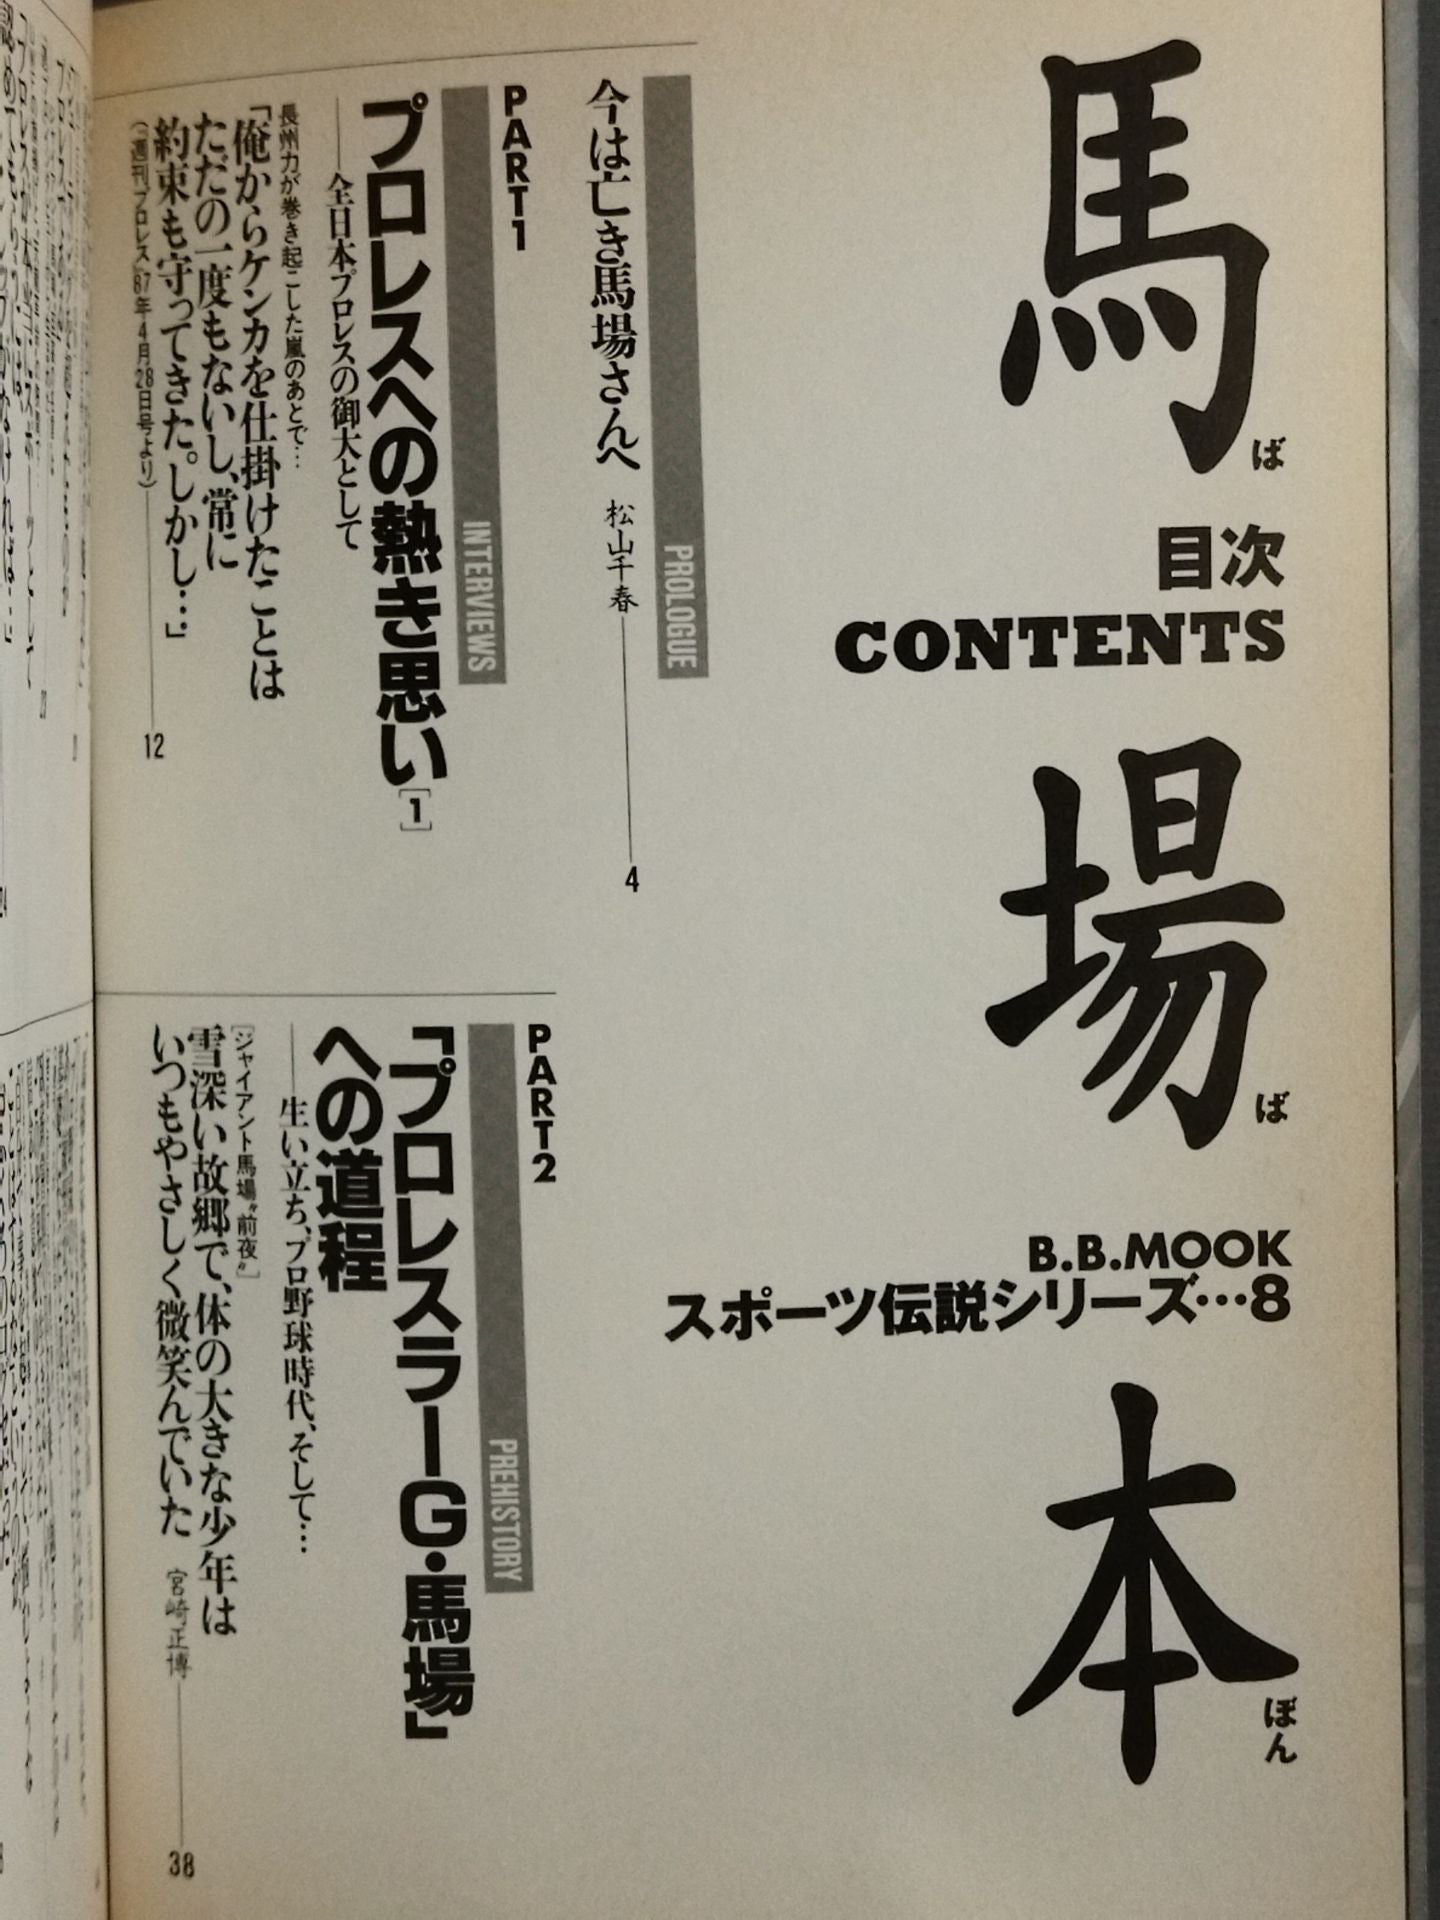 馬
ば
目次
CONTENTS
場
ば
B.B.MOOK
スポーツ伝説シリーズ…8
本
ぼん
PROLOGUE
今は亡き馬場さんへ 松山千春 4
PART1
INTERVIEWS
プロレスへの熱き思い[1]
―全日本プロレスの御大として
長州力が巻き起こした嵐のあとで…
「俺からケンカを仕掛けたことは
ただの一度もないし、常に
約束も守ってきた。しかし…」
(『週刊プロレス』87年4月28日号より) 12
PART2
PREHISTORY
「プロレスラーG・馬場」
への道程
―生い立ち、プロ野球時代、そして…
[ジャイアント馬場“前夜”]
雪深い故郷で、体の大きな少年は
いつもやさしく微笑んでいた 宮崎正博 38